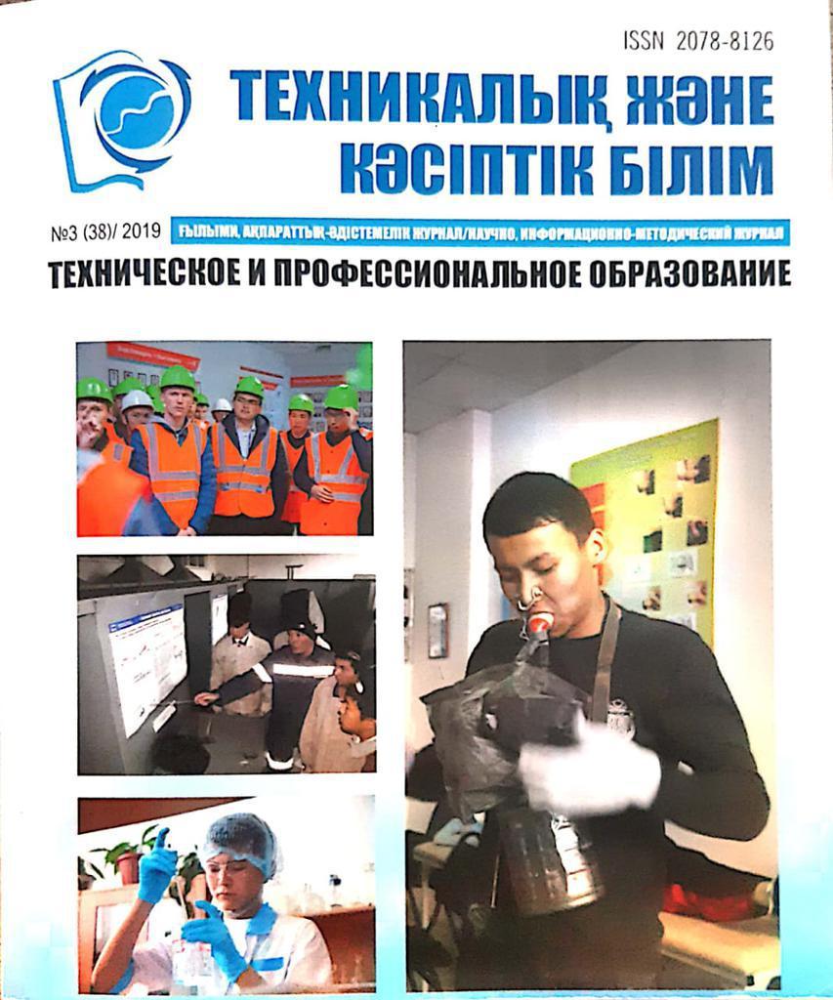 ISSN 2078-8126
ТЕХНИКАЛЫҚ ЖӘНЕ
КӘСІПТІК БІЛІМ
№3 (38)/ 2019
ҒЫЛЫМИ, АҚПАРАТТЫҚ-ӘДІСТЕМЕЛІК ЖУРНАЛ/НАУЧНО, ИНФОРМАЦИОННО-МЕТОДИЧЕСКИЙ ЖУРНАЛ
ТЕХНИЧЕСКОЕ И ПРОФЕССИОНАЛЬНОЕ ОБРАЗОВАНИЕ